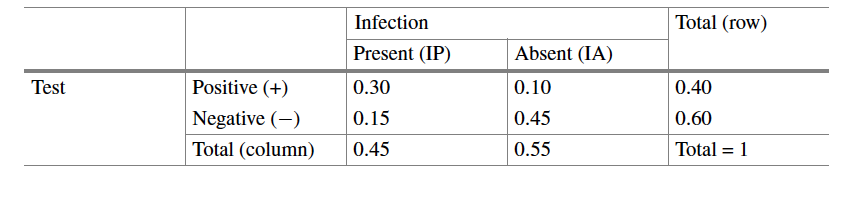 Infection Total (row)
Present (IP) Absent (IA)
Test Positive (+) 0.30 0.10 0.40
Negative (−) 0.15 0.45 0.60
Total (column) 0.45 0.55 Total = 1